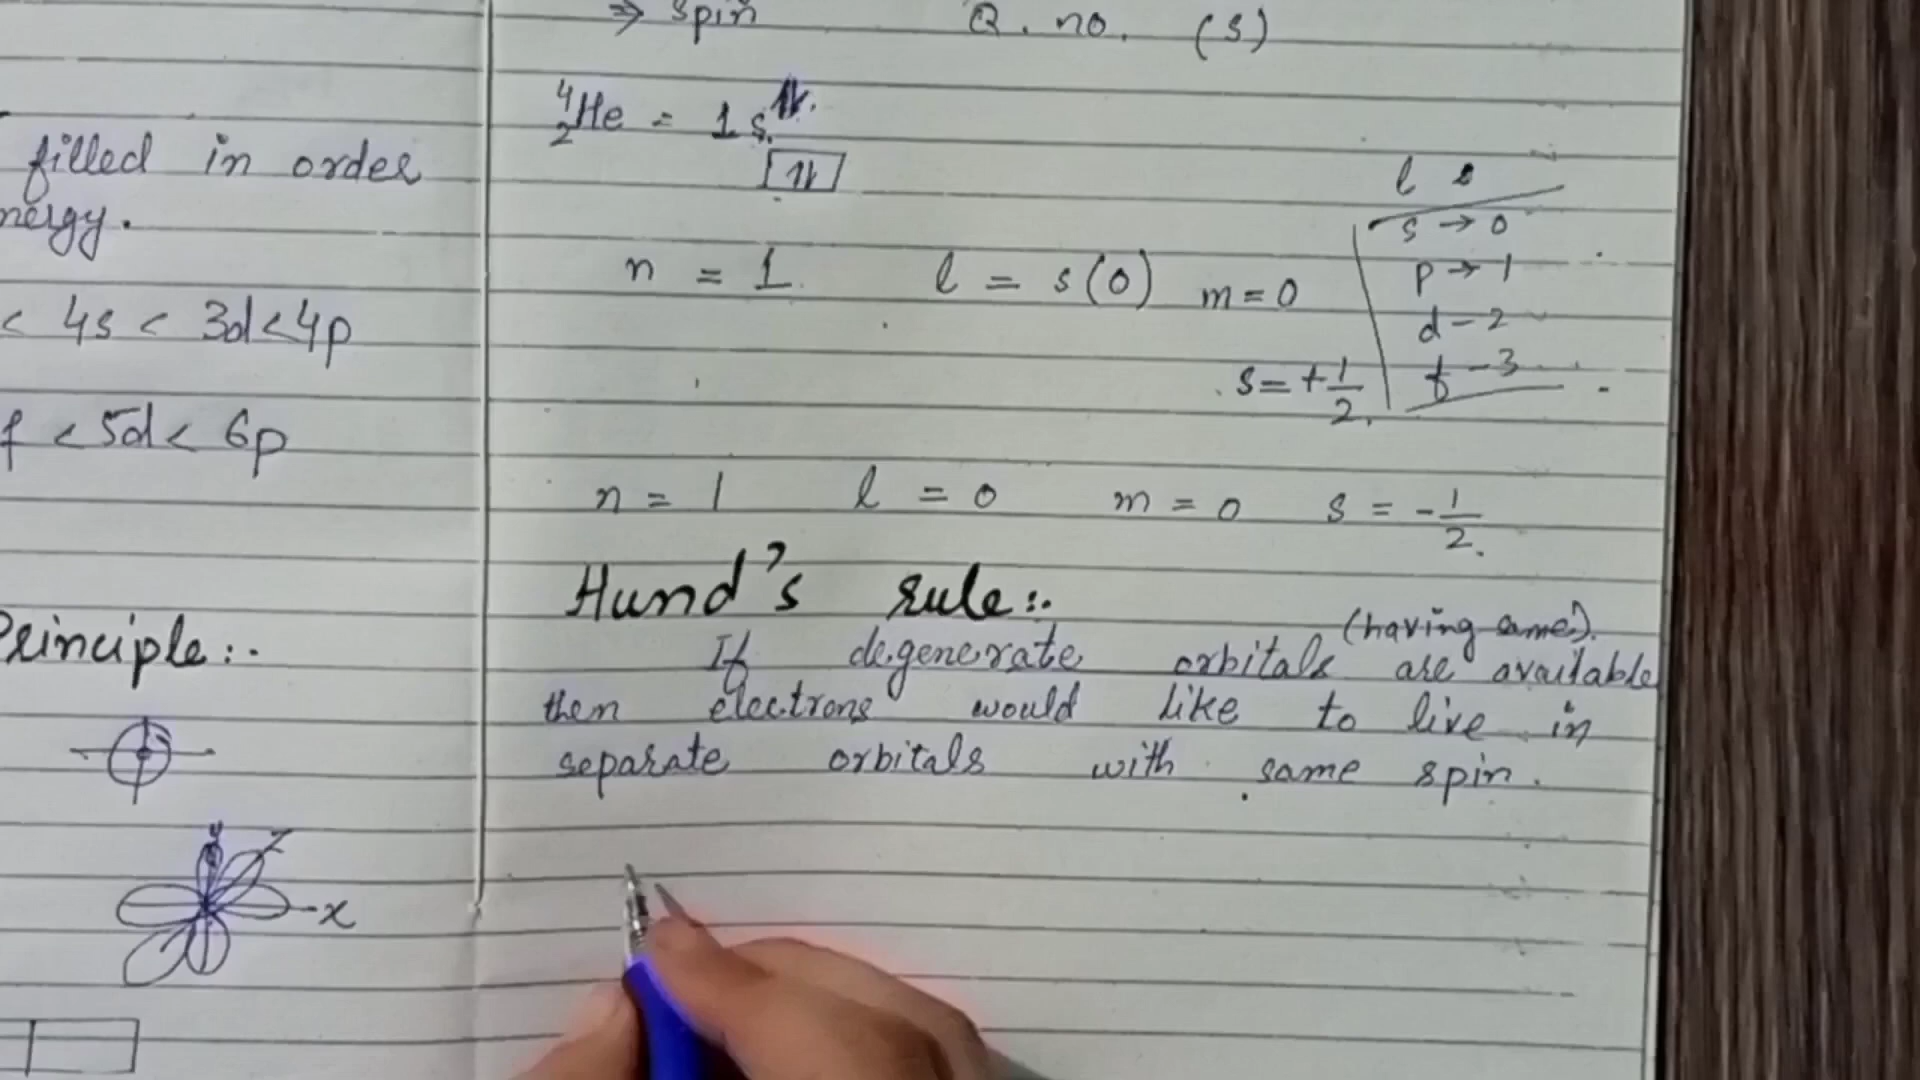 filled in order
nergy.
< 4s < 3d < 4p
f < 5d < 6p
Principle:-
y
z
x
⇒ spin Q. no. (s)
⁴₂He = 1s
n = 1 l = s(0) m = 0
s = +1/2.
l
s → 0
p → 1
d - 2
f - 3
n = 1 l = 0 m = 0 s = -1/2.
Hund's rule:-
(having same).
If degenerate orbitals are available
then electrons would like to live in
separate orbitals with same spin.